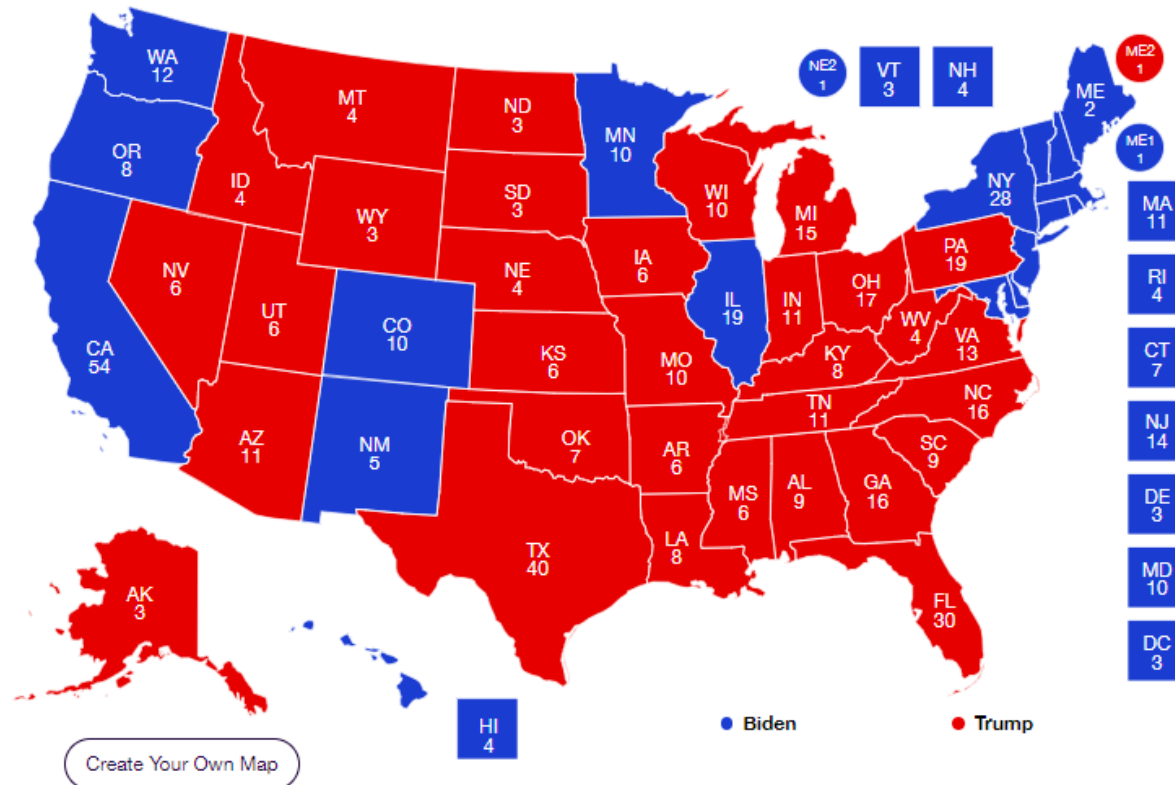 WA
12
OR
8
CA
54
NV
6
ID
4
MT
4
WY
3
UT
6
AZ
11
CO
10
NM
5
ND
3
SD
3
NE
4
KS
6
OK
7
TX
40
MN
10
IA
6
MO
10
AR
6
LA
8
WI
10
IL
19
MI
15
IN
11
OH
17
KY
8
TN
11
MS
6
AL
9
GA
16
FL
30
SC
9
NC
16
VA
13
WV
4
PA
19
NY
28
ME
2
NE2
1
VT
3
NH
4
ME2
1
ME1
1
MA
11
RI
4
CT
7
NJ
14
DE
3
MD
10
DC
3
AK
3
HI
4
Biden
Trump
Create Your Own Map